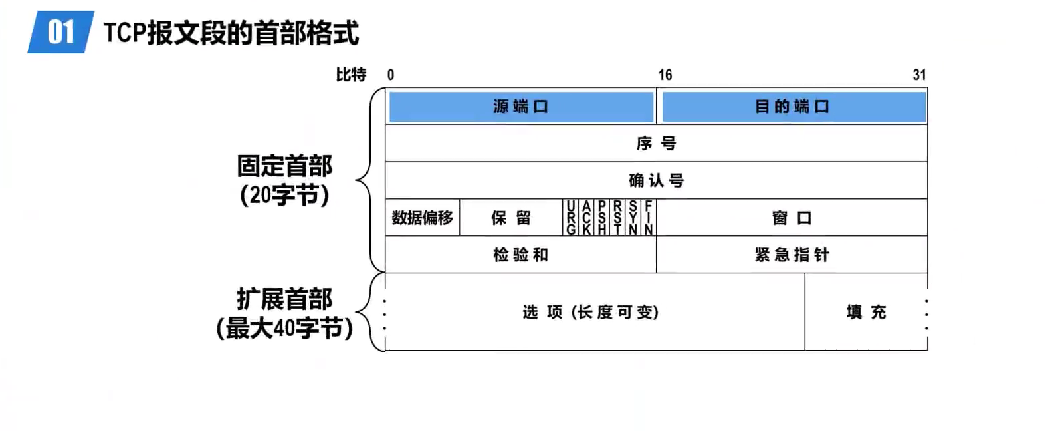 01 TCP报文段的首部格式
比特 0 16 31
源端口 目的端口
序号
确认号
固定首部
(20字节)
数据偏移 保留 URG ACK PSH RST SYN FIN 窗口
检验和 紧急指针
扩展首部
(最大40字节)
选项 (长度可变) 填充